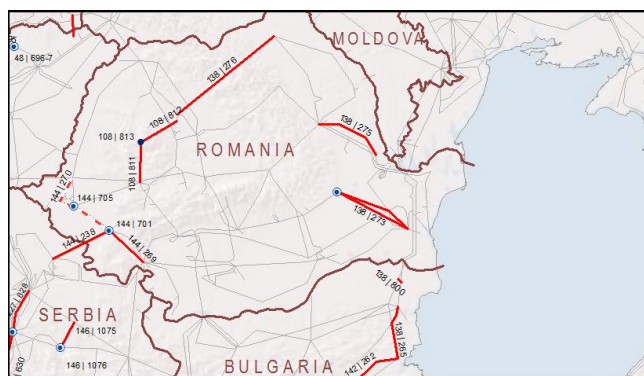 MOLDOVA
48 | 696-7
138 | 276
108 | 812
108 | 813
138 | 275
ROMANIA
108 | 811
144 | 270
144 | 705
138 | 273
144 | 701
144 | 238
144 | 269
138 | 800
SERBIA
146 | 1075
138 | 265
146 | 1076
142 | 262
BULGARIA